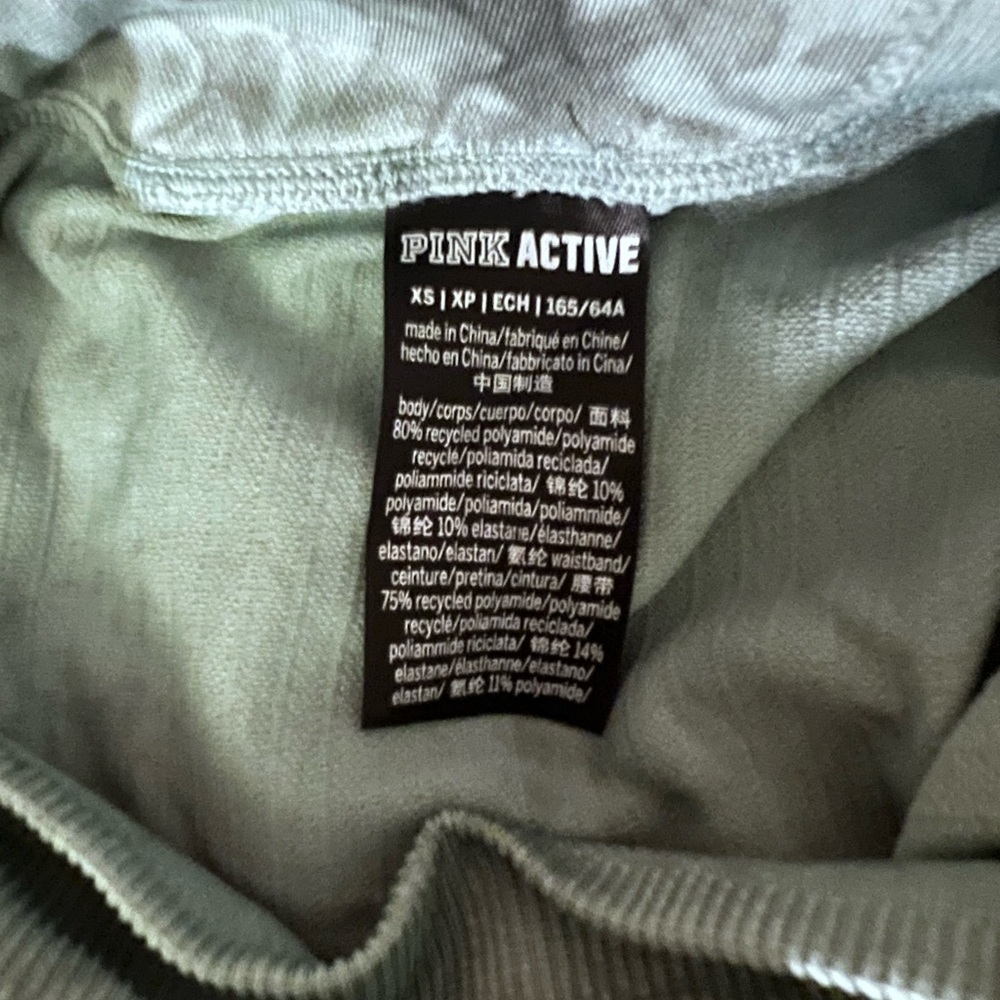 PINK ACTIVE
XS | XP | ECH | 165/64A
made in China/fabriqué en Chine/
hecho en China/fabbricato in Cina/
中国制造
body/corps/cuerpo/corpo/ 面料
80% recycled polyamide/polyamide
recyclé/poliamida reciclada/
poliammide riciclata/ 锦纶 10%
polyamide/poliamida/poliammide/
锦纶 10% elastane/élasthanne/
elastano/elastan/ 氨纶 waistband/
ceinture/pretina/cintura/ 腰带
75% recycled polyamide/polyamide
recyclé/poliamida reciclada/
poliammide riciclata/ 锦纶 14%
elastane/élasthanne/elastano/
elastan/ 氨纶 11% polyamide/